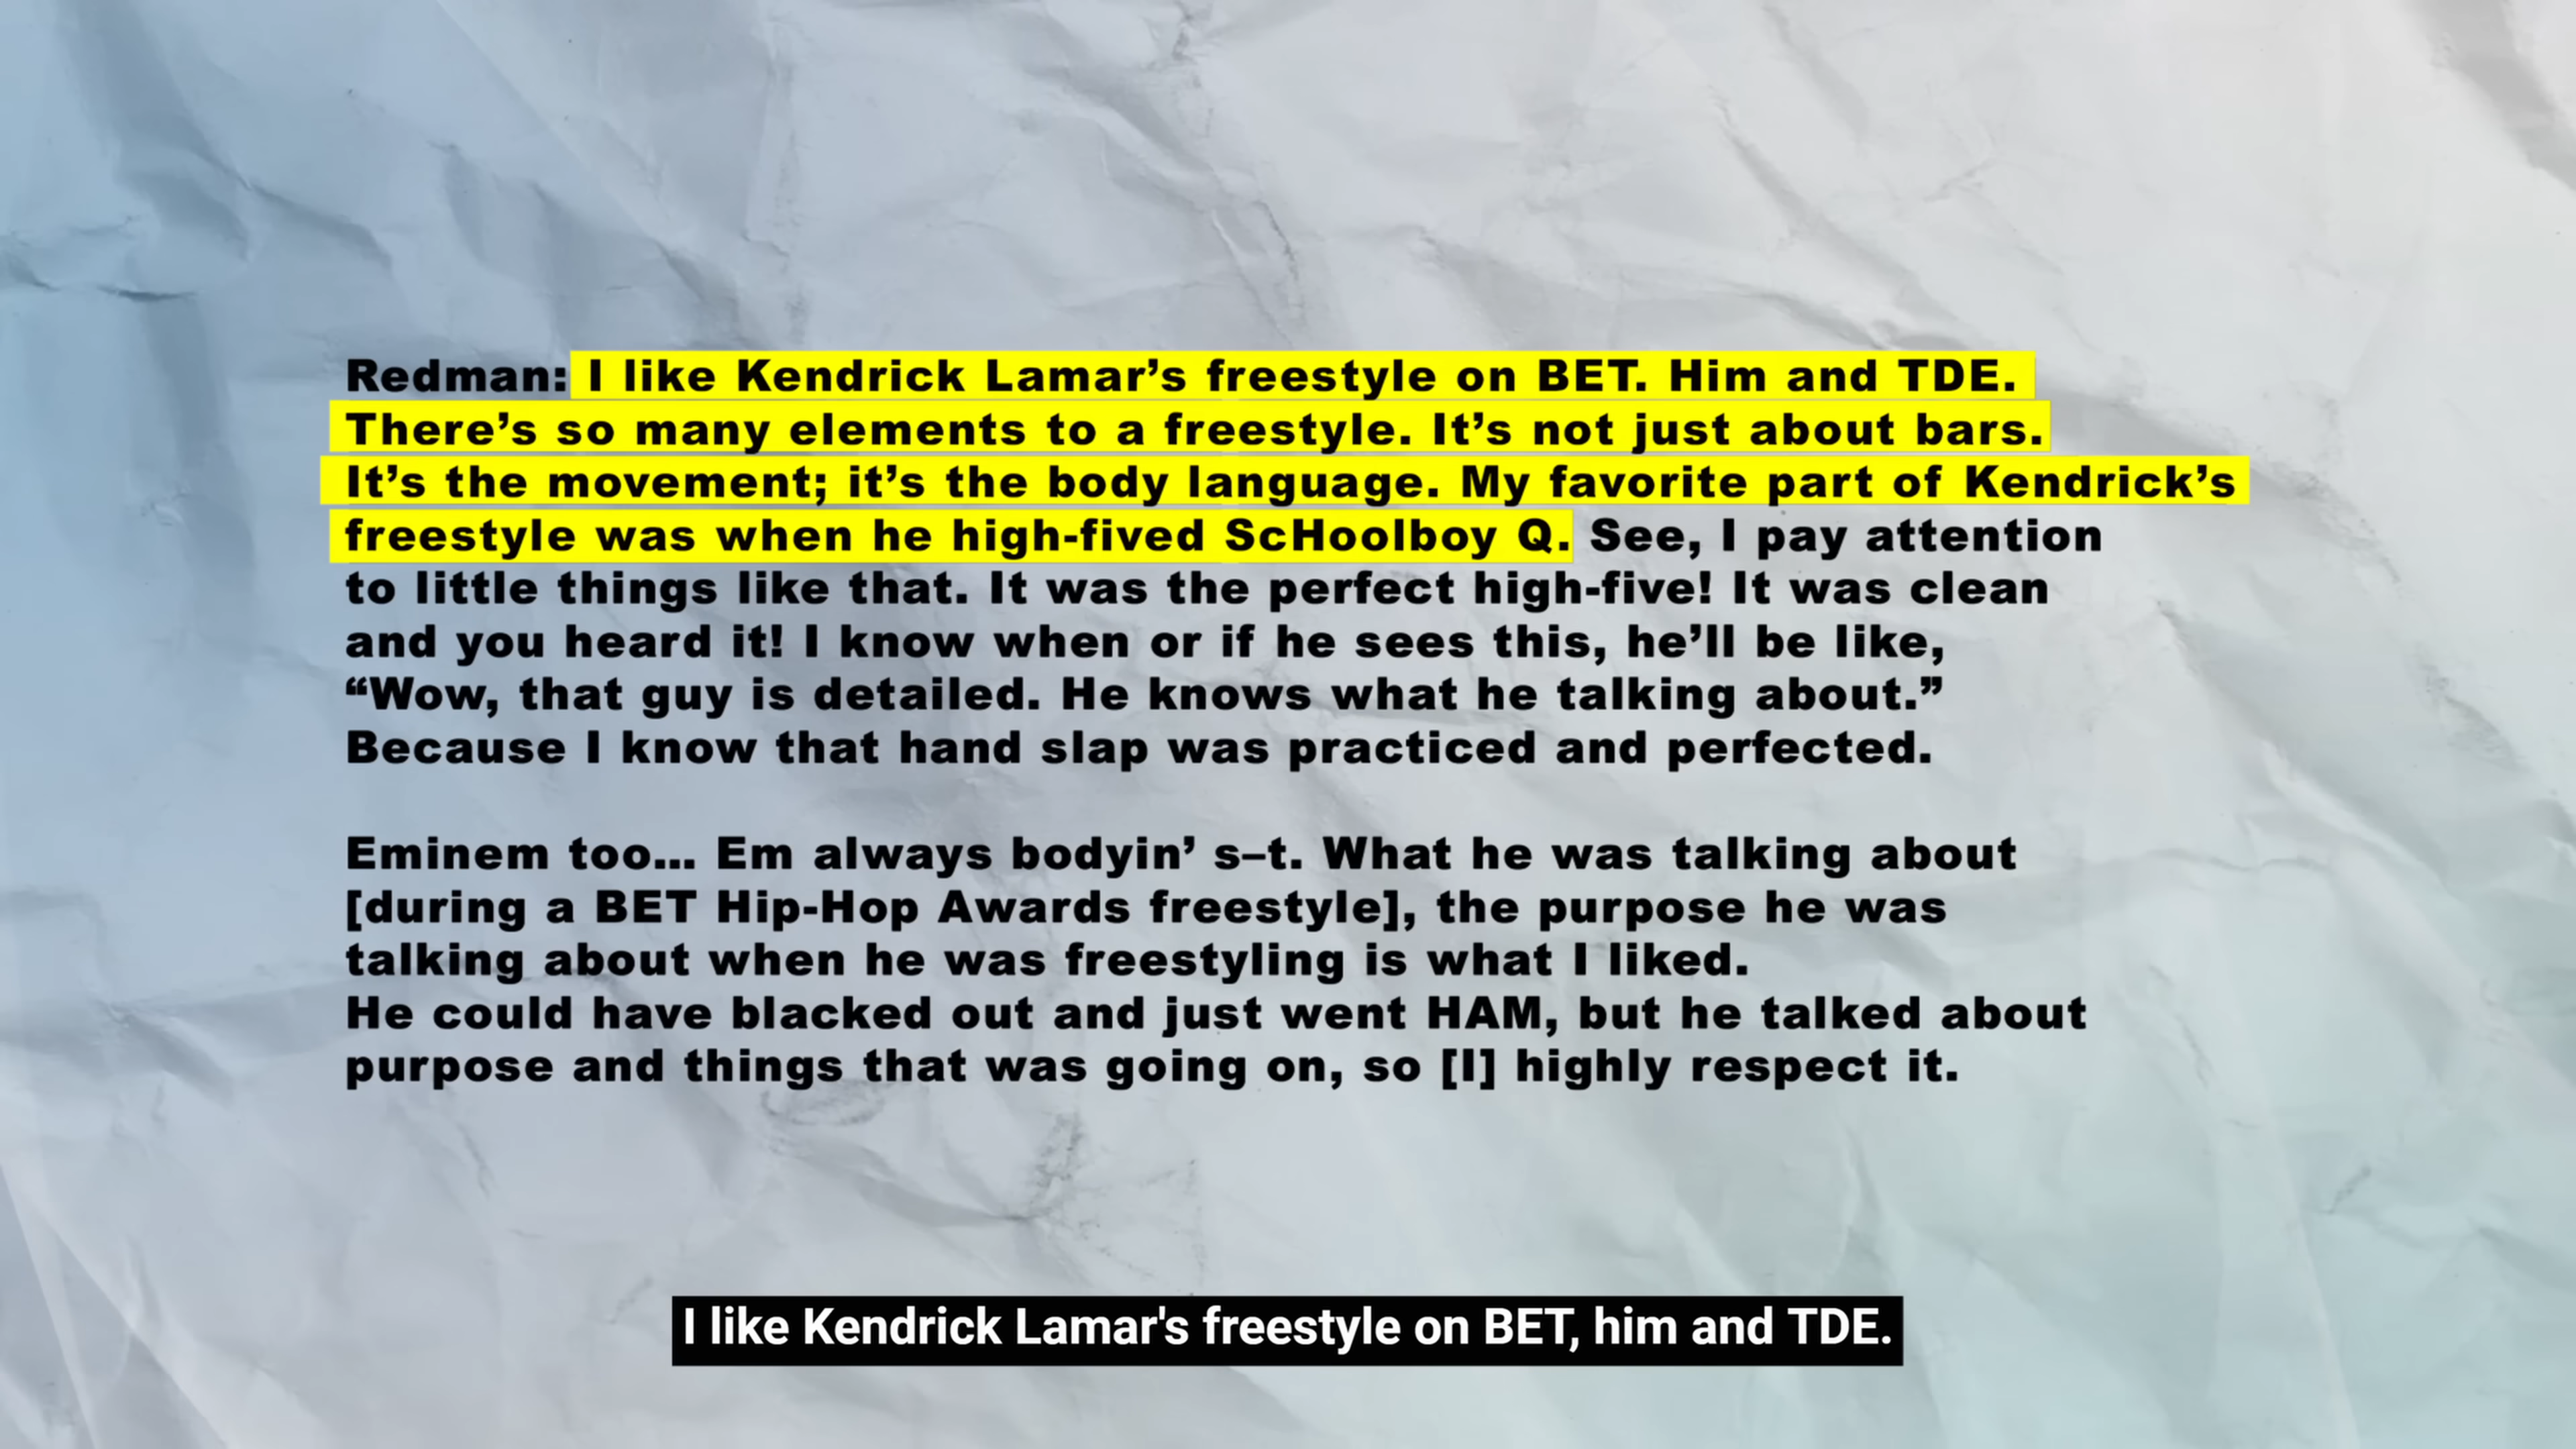 Redman: I like Kendrick Lamar’s freestyle on BET. Him and TDE.
There’s so many elements to a freestyle. It’s not just about bars.
It’s the movement; it’s the body language. My favorite part of Kendrick’s
freestyle was when he high-fived ScHoolboy Q. See, I pay attention
to little things like that. It was the perfect high-five! It was clean
and you heard it! I know when or if he sees this, he’ll be like,
“Wow, that guy is detailed. He knows what he talking about.”
Because I know that hand slap was practiced and perfected.
Eminem too... Em always bodyin’ s–t. What he was talking about
[during a BET Hip-Hop Awards freestyle], the purpose he was
talking about when he was freestyling is what I liked.
He could have blacked out and just went HAM, but he talked about
purpose and things that was going on, so [I] highly respect it.
I like Kendrick Lamar's freestyle on BET, him and TDE.